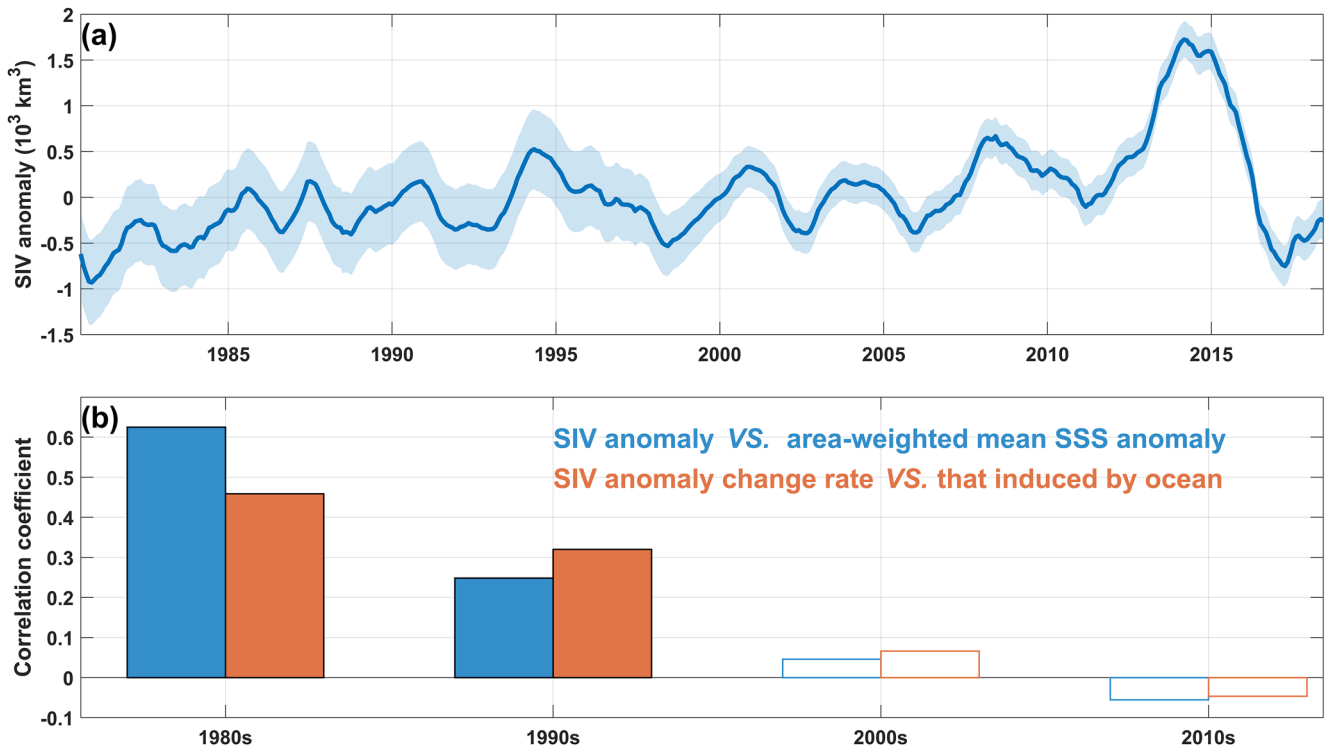 (a)
SIV anomaly (10³ km³)
2
1.5
1
0.5
0
-0.5
-1
-1.5
1985 1990 1995 2000 2005 2010 2015
(b)
SIV anomaly VS. area-weighted mean SSS anomaly
SIV anomaly change rate VS. that induced by ocean
Correlation coefficient
0.6
0.5
0.4
0.3
0.2
0.1
0
-0.1
1980s 1990s 2000s 2010s